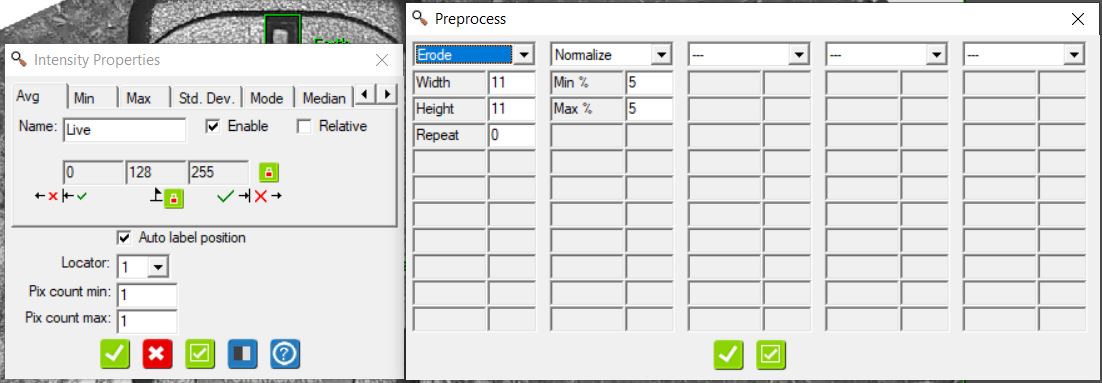 Intensity Properties
Avg Min Max Std. Dev. Mode Median
Name: Live Enable Relative
0 128 255
Auto label position
Locator: 1
Pix count min: 1
Pix count max: 1
Preprocess
Erode Normalize --- --- ---
Width 11 Min % 5
Height 11 Max % 5
Repeat 0